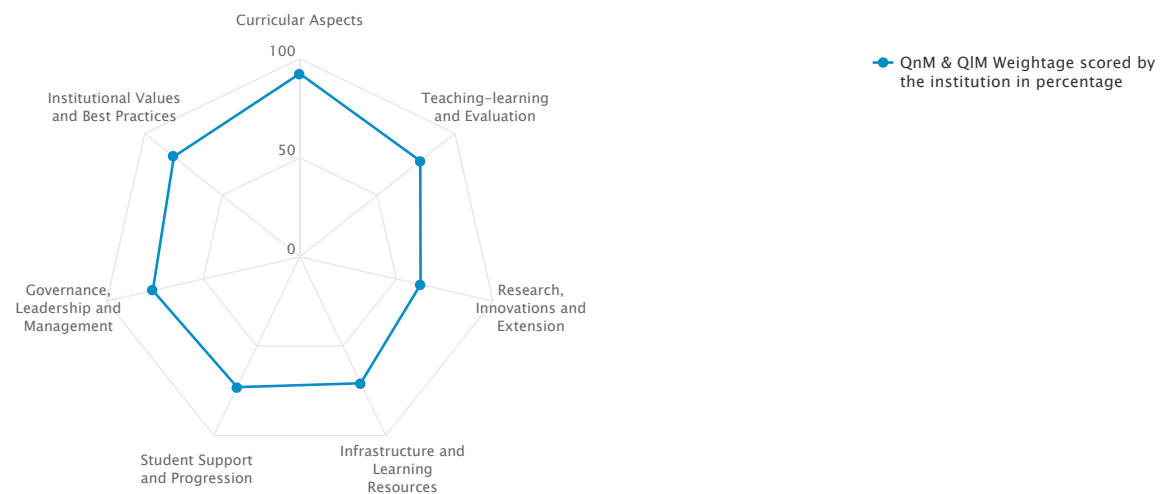 Curricular Aspects
100
QnM & QlM Weightage scored by
the institution in percentage
Institutional Values
and Best Practices
Teaching-learning
and Evaluation
50
0
Governance,
Leadership and
Management
Research,
Innovations and
Extension
Student Support
and Progression
Infrastructure and
Learning
Resources